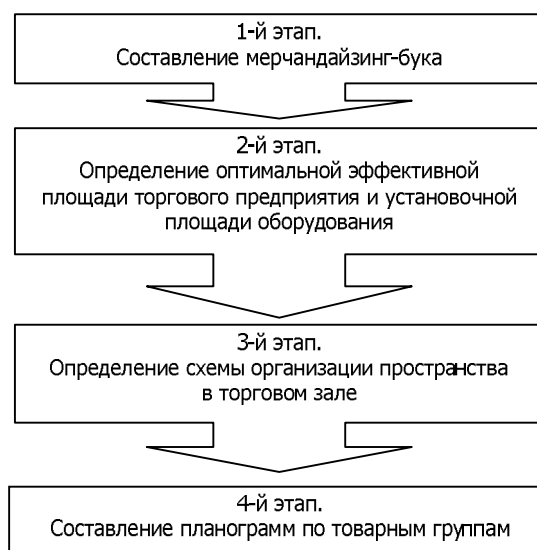 1-й этап.
Составление мерчандайзинг-бука
2-й этап.
Определение оптимальной эффективной
площади торгового предприятия и установочной
площади оборудования
3-й этап.
Определение схемы организации пространства
в торговом зале
4-й этап.
Составление планограмм по товарным группам